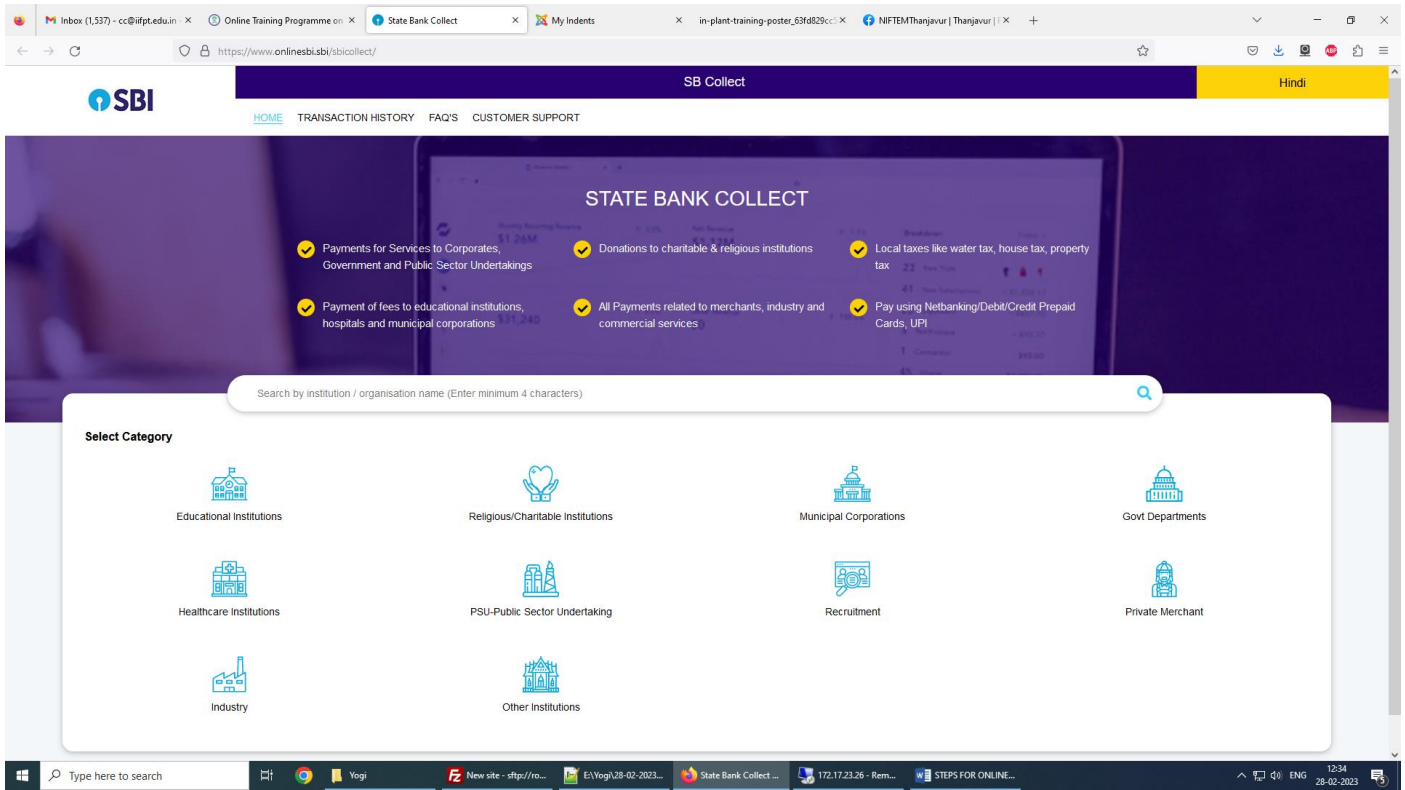 Inbox (1,537) - cc@iifpt.edu.in
Online Training Programme on
State Bank Collect
My Indents
in-plant-training-poster_63fd829cc
NIFTEMThanjavur | Thanjavur |
https://www.onlinesbi.sbi/sbicollect/
SBI
SB Collect
Hindi
HOME TRANSACTION HISTORY FAQ'S CUSTOMER SUPPORT
STATE BANK COLLECT
Payments for Services to Corporates,
Government and Public Sector Undertakings
Donations to charitable & religious institutions
Local taxes like water tax, house tax, property
tax
Payment of fees to educational institutions,
hospitals and municipal corporations
All Payments related to merchants, industry and
commercial services
Pay using Netbanking/Debit/Credit Prepaid
Cards, UPI
$1.26M
$31,240
Search by institution / organisation name (Enter minimum 4 characters)
Select Category
Educational Institutions
Religious/Charitable Institutions
Municipal Corporations
Govt Departments
Healthcare Institutions
PSU-Public Sector Undertaking
Recruitment
Private Merchant
Industry
Other Institutions
Type here to search
Yogi
New site - sftp://ro...
E:\Yogi\28-02-2023...
State Bank Collect ...
172.17.23.26 - Rem...
STEPS FOR ONLINE...
ENG
12:34
28-02-2023
5